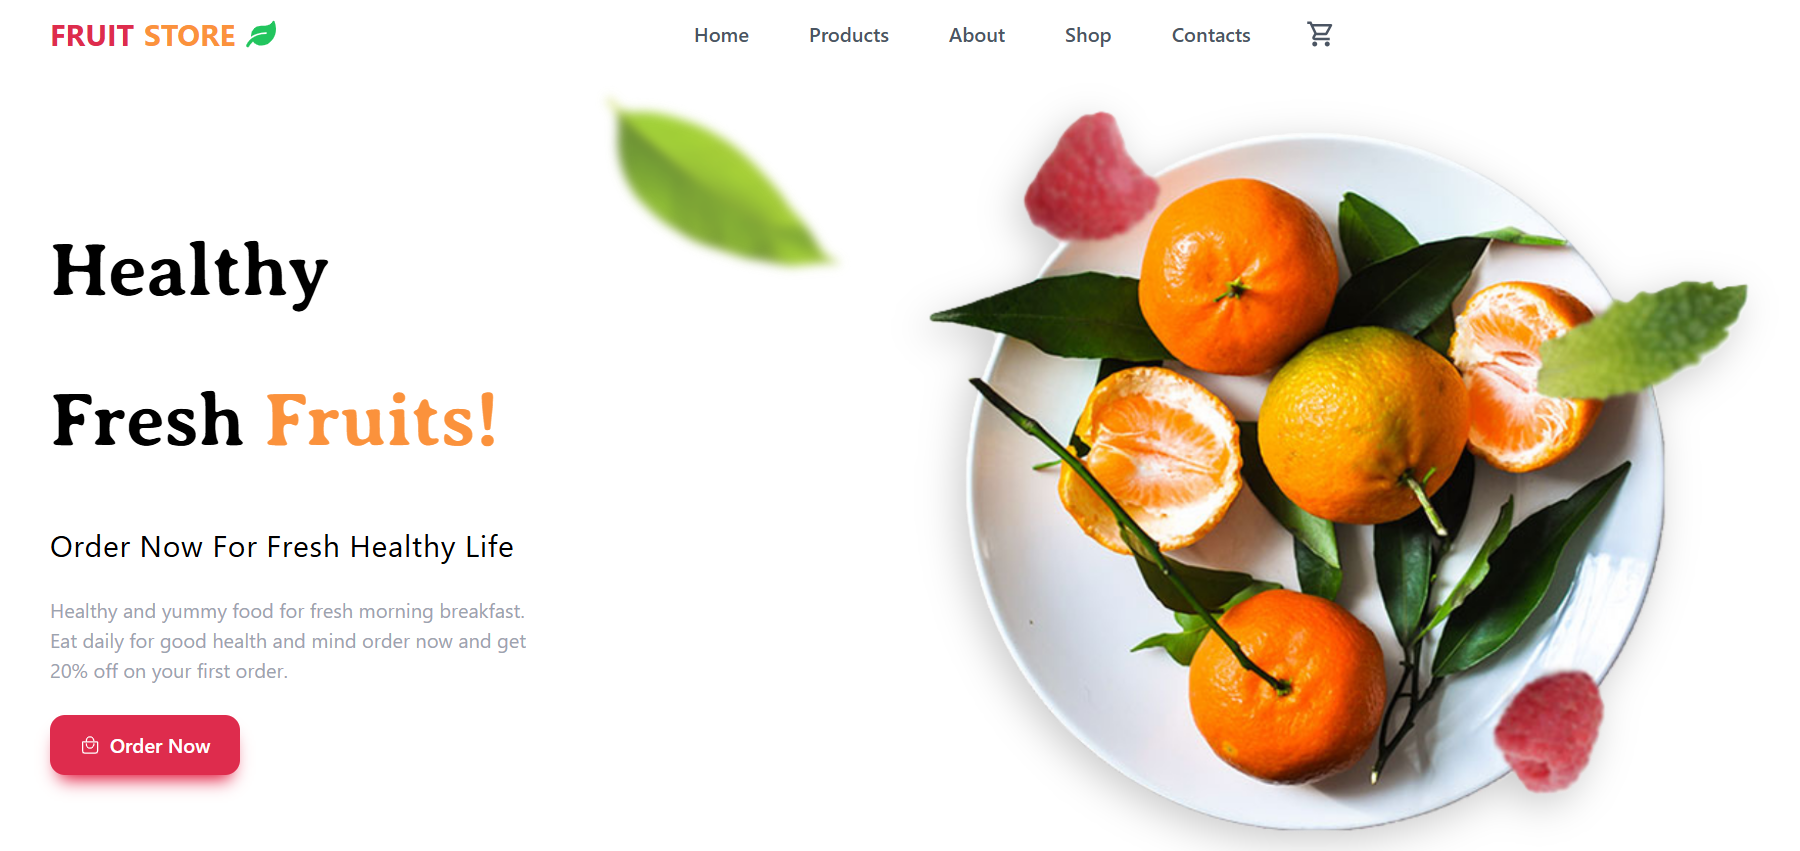 FRUIT STORE
Home Products About Shop Contacts
Healthy
Fresh Fruits!
Order Now For Fresh Healthy Life
Healthy and yummy food for fresh morning breakfast.
Eat daily for good health and mind order now and get
20% off on your first order.
Order Now